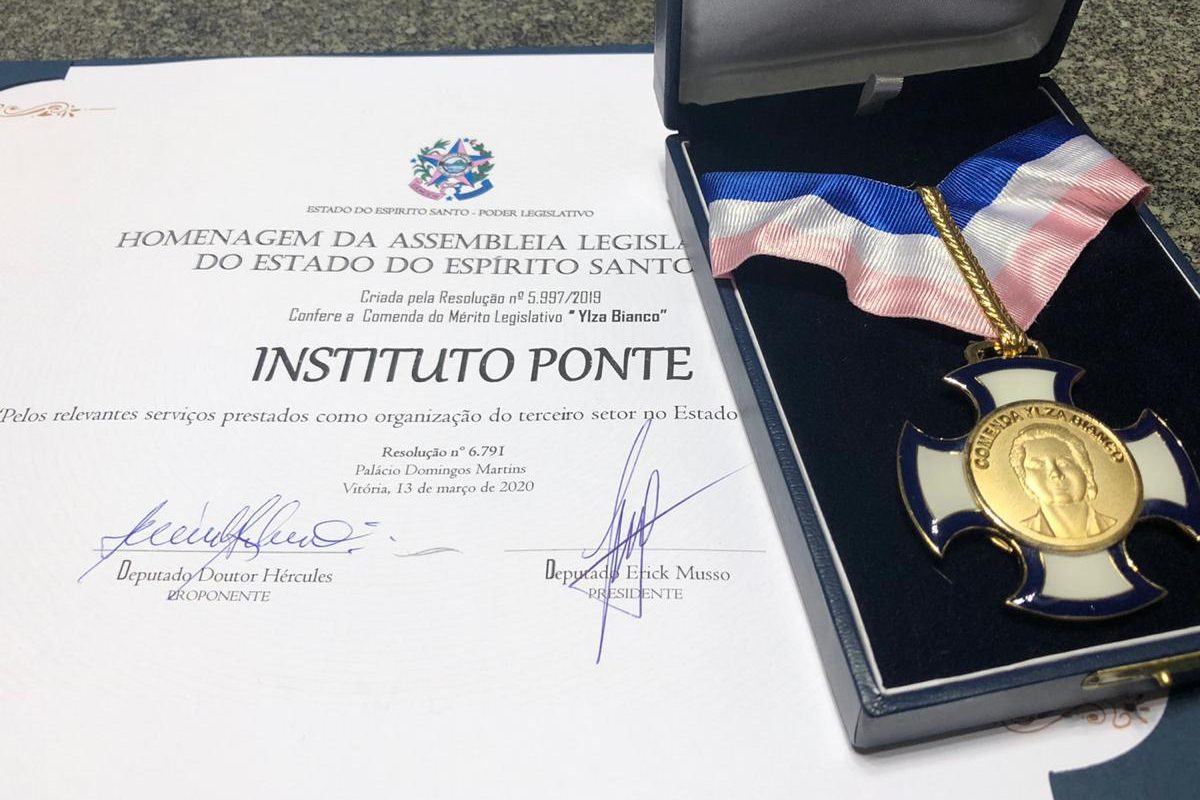 ESTADO DO ESPIRITO SANTO - PODER LEGISLATIVO
HOMENAGEM DA ASSEMBLEIA LEGISLA
DO ESTADO DO ESPÍRITO SANTO
Criada pela Resolução nº 5.997/2019
Confere a Comenda do Mérito Legislativo “Ylza Bianco”
INSTITUTO PONTE
“Pelos relevantes serviços prestados como organização do terceiro setor no Estado
Resolução nº 6.791
Palácio Domingos Martins
Vitória, 13 de março de 2020
Deputado Doutor Hércules
PROPONENTE
Deputado Erick Musso
PRESIDENTE
COMENDA YLZA BIANCO